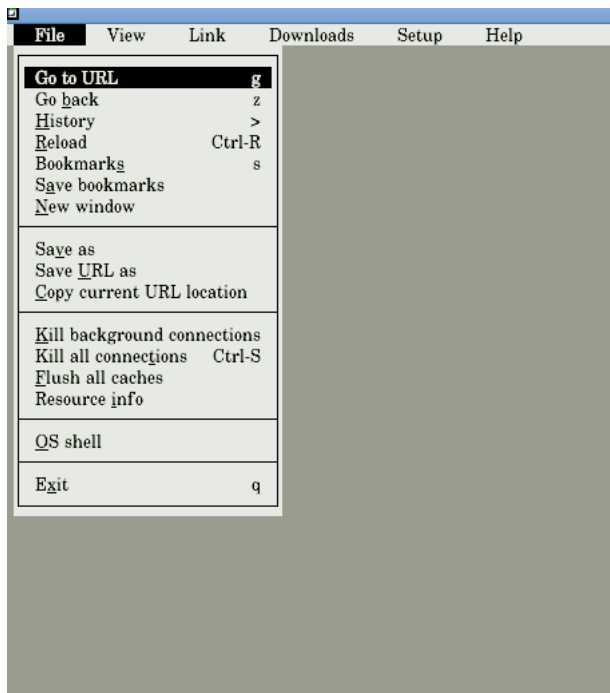 File View Link Downloads Setup Help
Go to URL g
Go back z
History >
Reload Ctrl-R
Bookmarks s
Save bookmarks
New window
Save as
Save URL as
Copy current URL location
Kill background connections
Kill all connections Ctrl-S
Flush all caches
Resource info
OS shell
Exit q